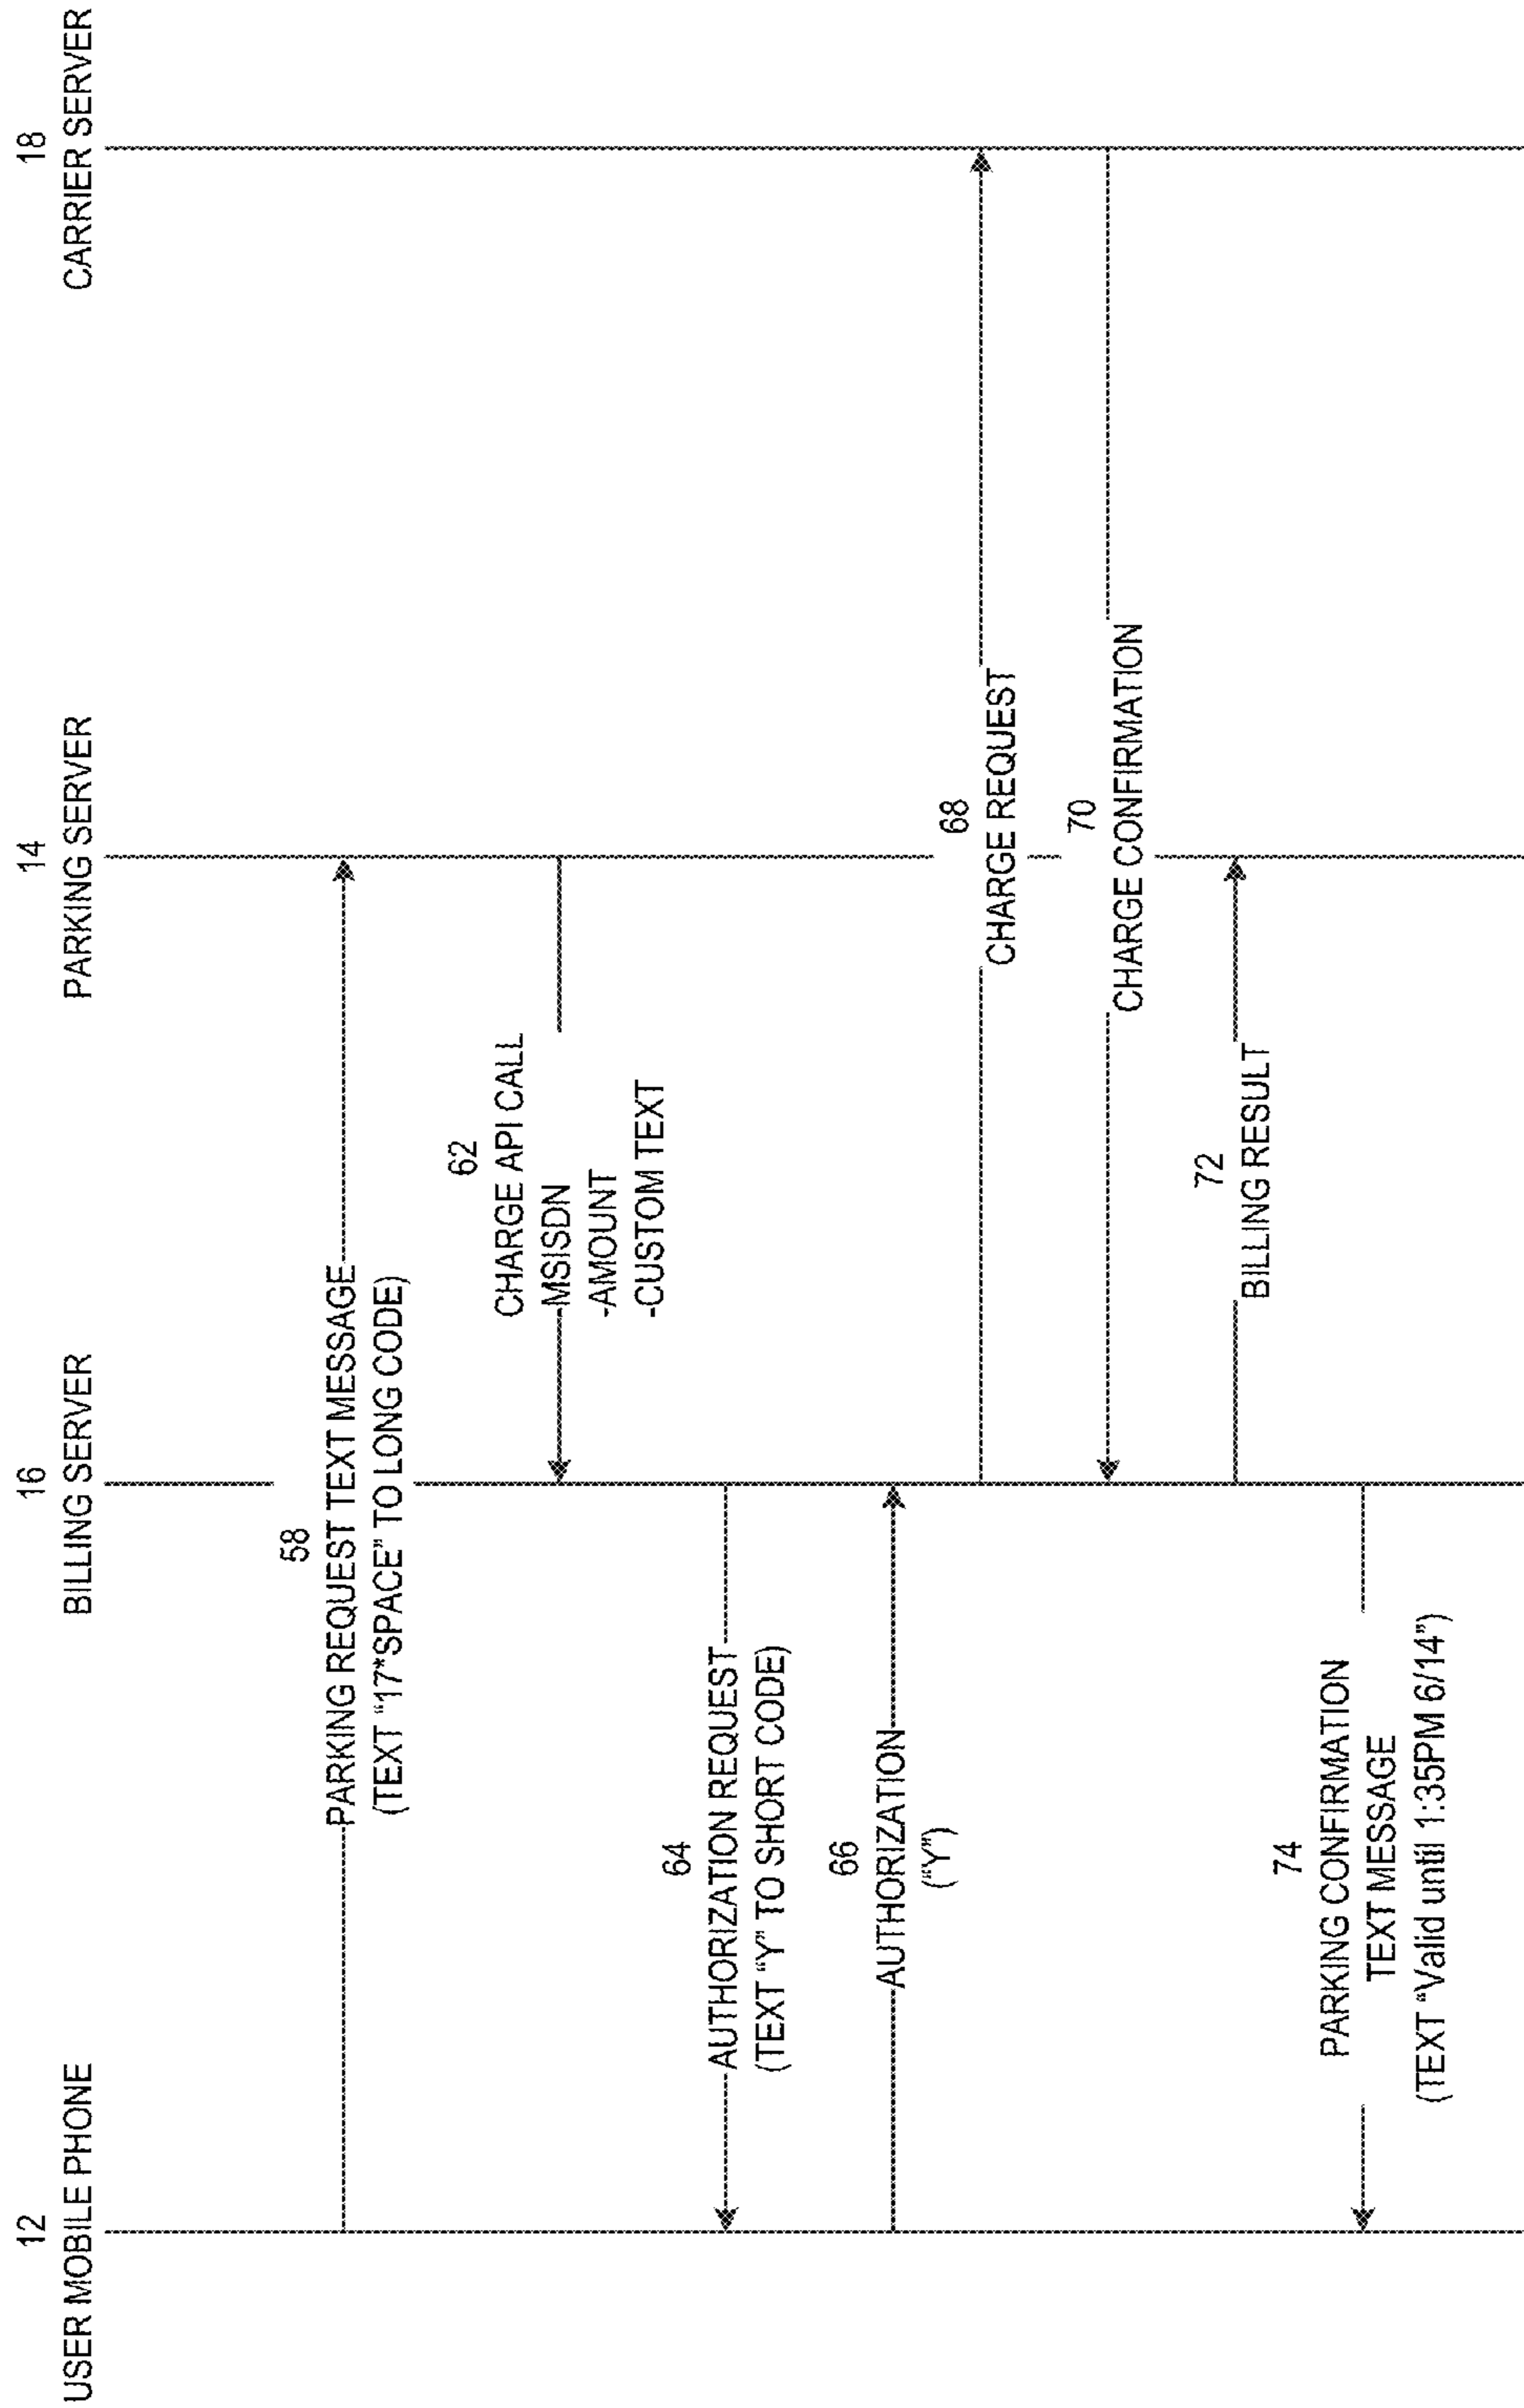 12
USER MOBILE PHONE
16
BILLING SERVER
14
PARKING SERVER
18
CARRIER SERVER
58
PARKING REQUEST TEXT MESSAGE
(TEXT “17*SPACE” TO LONG CODE)
62
CHARGE API CALL
-MSISDN
-AMOUNT
-CUSTOM TEXT
64
AUTHORIZATION REQUEST
(TEXT “Y” TO SHORT CODE)
66
AUTHORIZATION
(“Y”)
68
CHARGE REQUEST
70
CHARGE CONFIRMATION
72
BILLING RESULT
74
PARKING CONFIRMATION
TEXT MESSAGE
(TEXT “Valid until 1:35PM 6/14”)